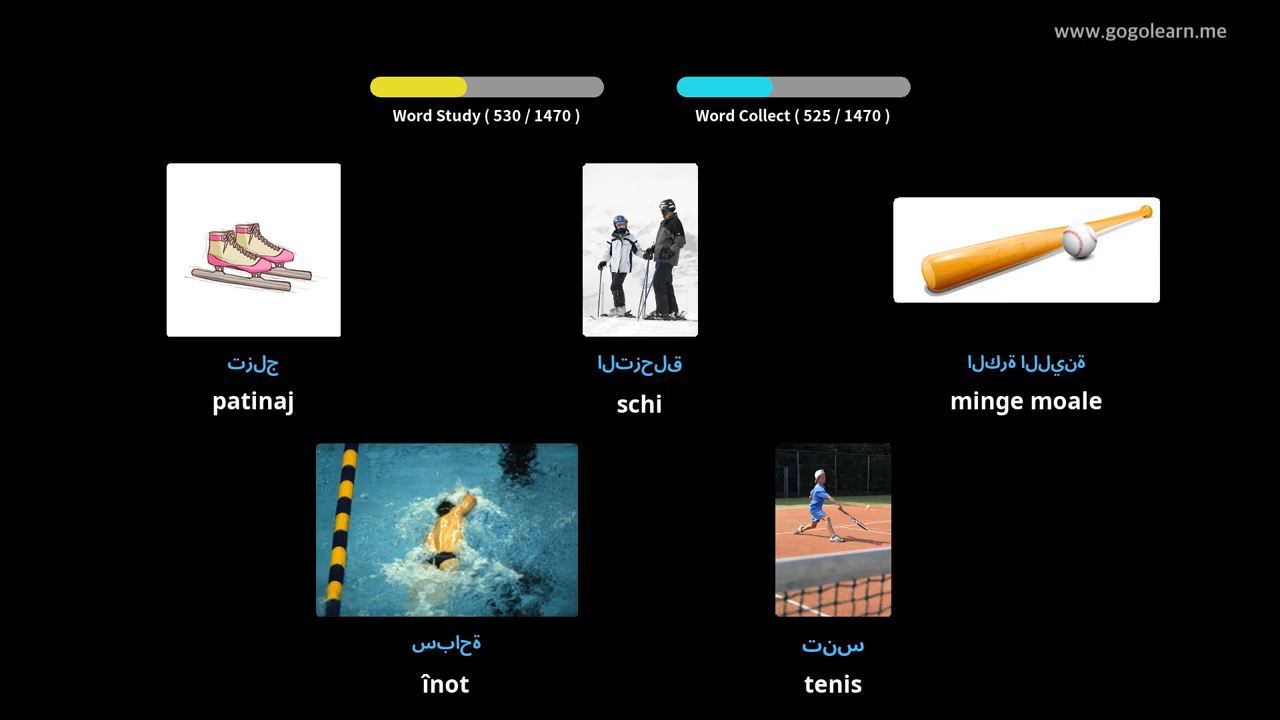 www.gogolearn.me
Word Study ( 530 / 1470 )
Word Collect ( 525 / 1470 )
تزلج
التزحلق
الكرة اللينة
patinaj
schi
minge moale
سباحة
تنس
înot
tenis